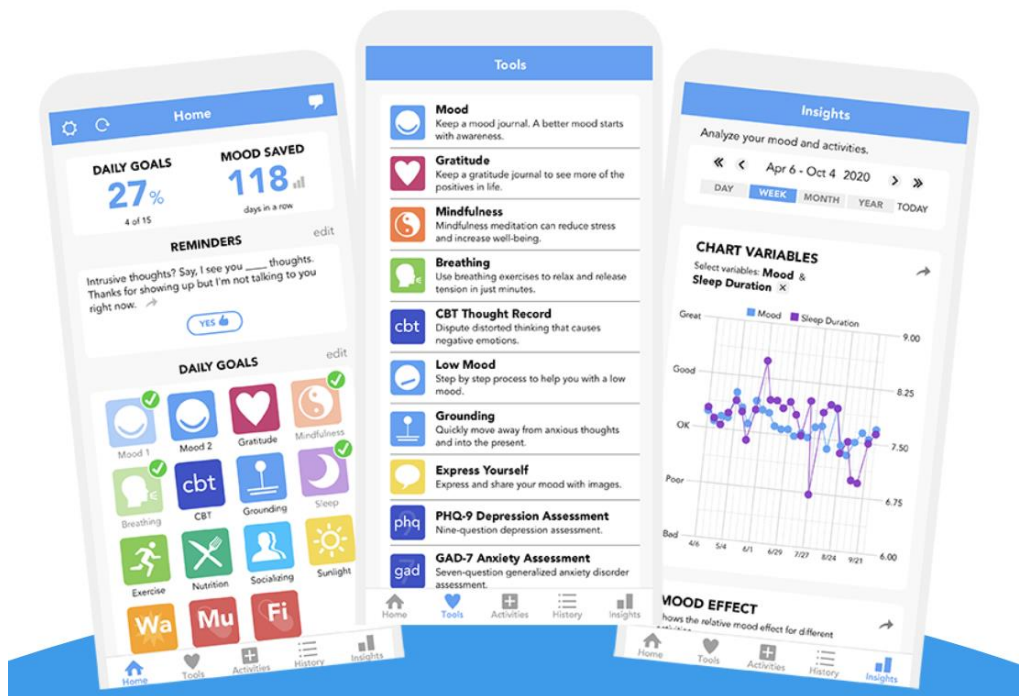 Home
DAILY GOALS
27%
4 of 15
MOOD SAVED
118
days in a row
REMINDERS
edit
Intrusive thoughts? Say, I see you ____ thoughts.
Thanks for showing up but I'm not talking to you
right now.
YES
DAILY GOALS
edit
Mood 1
Mood 2
Gratitude
Mindfulness
cbt
Breathing
CBT
Grounding
Sleep
Exercise
Nutrition
Socializing
Sunlight
Wa
Mu
Fi
Home
Tools
Activities
History
Insights
Tools
Mood
Keep a mood journal. A better mood starts
with awareness.
Gratitude
Keep a gratitude journal to see more of the
positives in life.
Mindfulness
Mindfulness meditation can reduce stress
and increase well-being.
Breathing
Use breathing exercises to relax and release
tension in just minutes.
cbt
CBT Thought Record
Dispute distorted thinking that causes
negative emotions.
Low Mood
Step by step process to help you with a low
mood.
Grounding
Quickly move away from anxious thoughts
and into the present.
Express Yourself
Express and share your mood with images.
phq
PHQ-9 Depression Assessment
Nine-question depression assessment.
gad
GAD-7 Anxiety Assessment
Seven-question generalized anxiety disorder
assessment.
Home
Tools
Activities
History
Insights
Insights
Analyze your mood and activities.
Apr 6 - Oct 4 2020
DAY
WEEK
MONTH
YEAR
TODAY
CHART VARIABLES
Select variables: Mood &
Sleep Duration ×
Mood
Sleep Duration
Great
9.00
Good
8.25
OK
7.50
Poor
6.75
Bad
6.00
4/6
5/4
6/1
6/29
7/27
8/24
9/21
MOOD EFFECT
hows the relative mood effect for different
Home
Tools
Activities
History
Insights